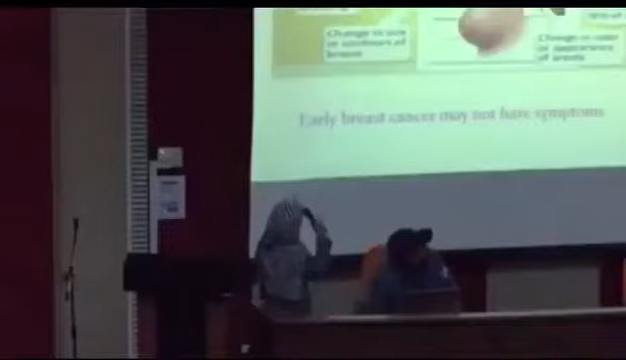 Change in size
or contours of
breast
Change in color
or appearance
of areola
Early breast cancer may not have symptoms